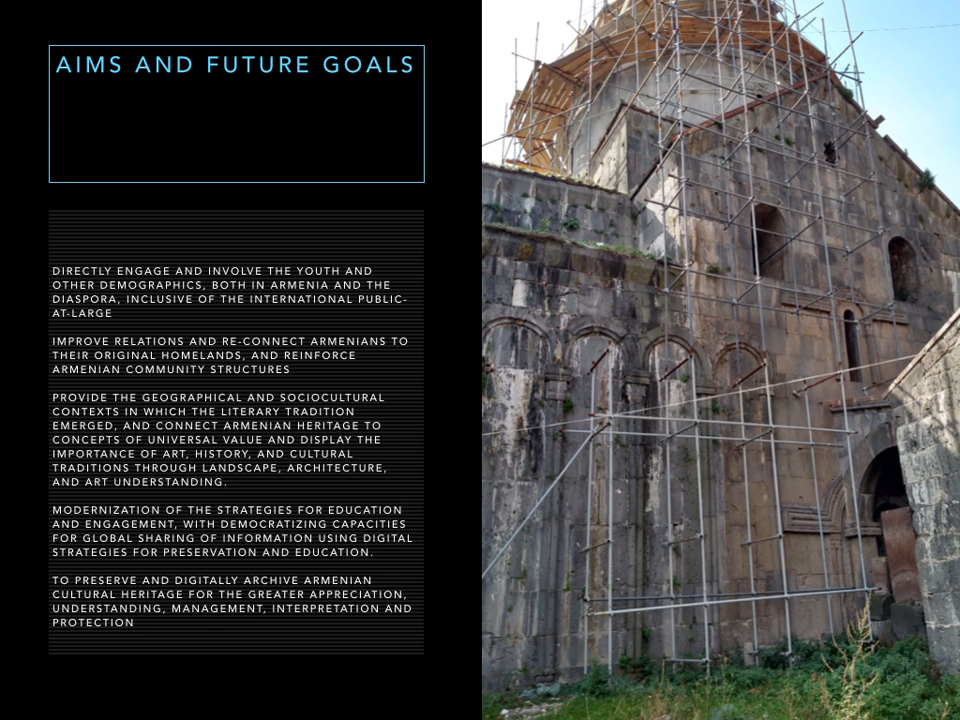 AIMS AND FUTURE GOALS
DIRECTLY ENGAGE AND INVOLVE THE YOUTH AND
OTHER DEMOGRAPHICS, BOTH IN ARMENIA AND THE
DIASPORA, INCLUSIVE OF THE INTERNATIONAL PUBLIC-
AT-LARGE
IMPROVE RELATIONS AND RE-CONNECT ARMENIANS TO
THEIR ORIGINAL HOMELANDS, AND REINFORCE
ARMENIAN COMMUNITY STRUCTURES
PROVIDE THE GEOGRAPHICAL AND SOCIOCULTURAL
CONTEXTS IN WHICH THE LITERARY TRADITION
EMERGED, AND CONNECT ARMENIAN HERITAGE TO
CONCEPTS OF UNIVERSAL VALUE AND DISPLAY THE
IMPORTANCE OF ART, HISTORY, AND CULTURAL
TRADITIONS THROUGH LANDSCAPE, ARCHITECTURE,
AND ART UNDERSTANDING.
MODERNIZATION OF THE STRATEGIES FOR EDUCATION
AND ENGAGEMENT, WITH DEMOCRATIZING CAPACITIES
FOR GLOBAL SHARING OF INFORMATION USING DIGITAL
STRATEGIES FOR PRESERVATION AND EDUCATION.
TO PRESERVE AND DIGITALLY ARCHIVE ARMENIAN
CULTURAL HERITAGE FOR THE GREATER APPRECIATION,
UNDERSTANDING, MANAGEMENT, INTERPRETATION AND
PROTECTION